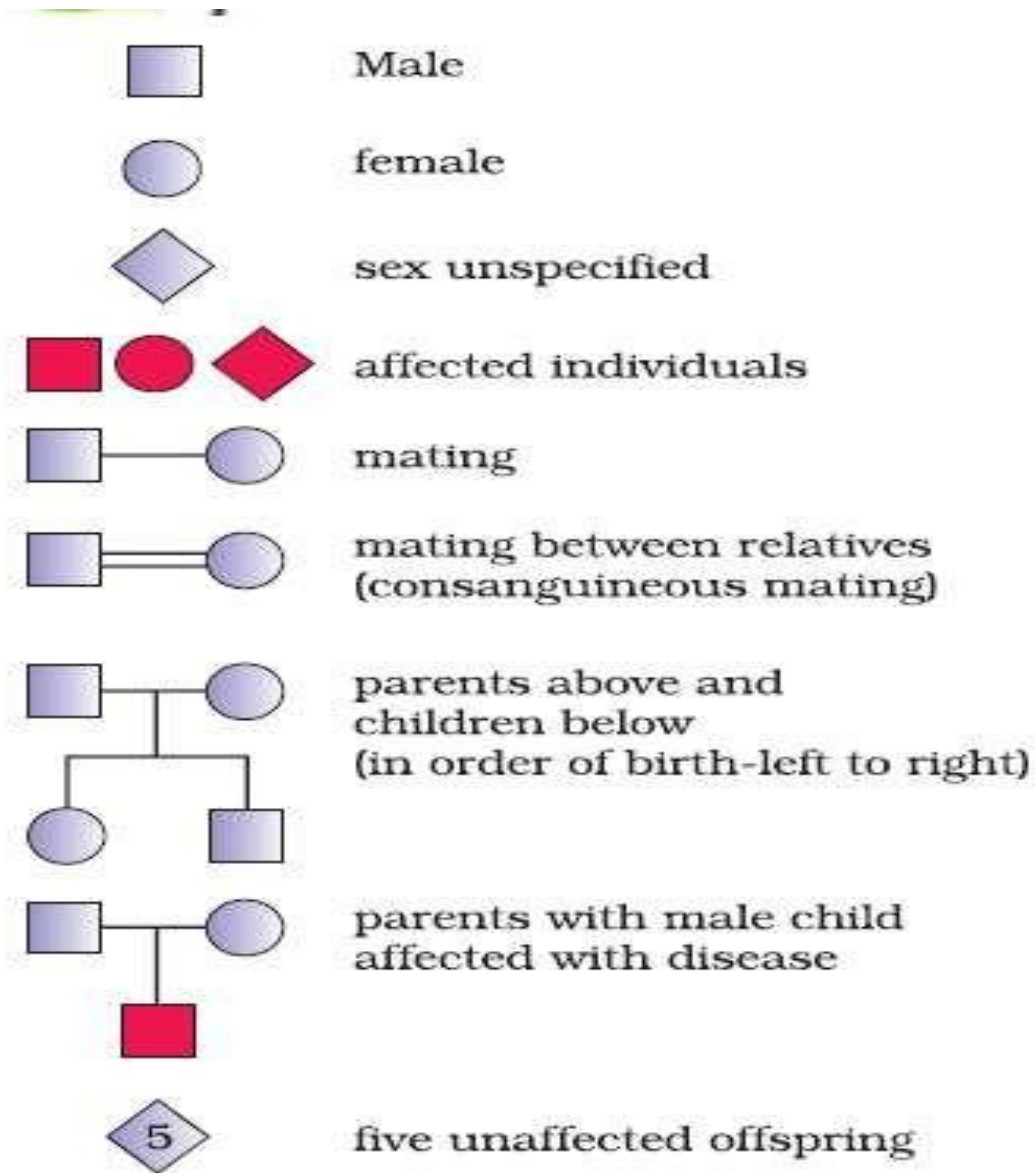 Male
female
sex unspecified
affected individuals
mating
mating between relatives
(consanguineous mating)
parents above and
children below
(in order of birth-left to right)
parents with male child
affected with disease
5
five unaffected offspring